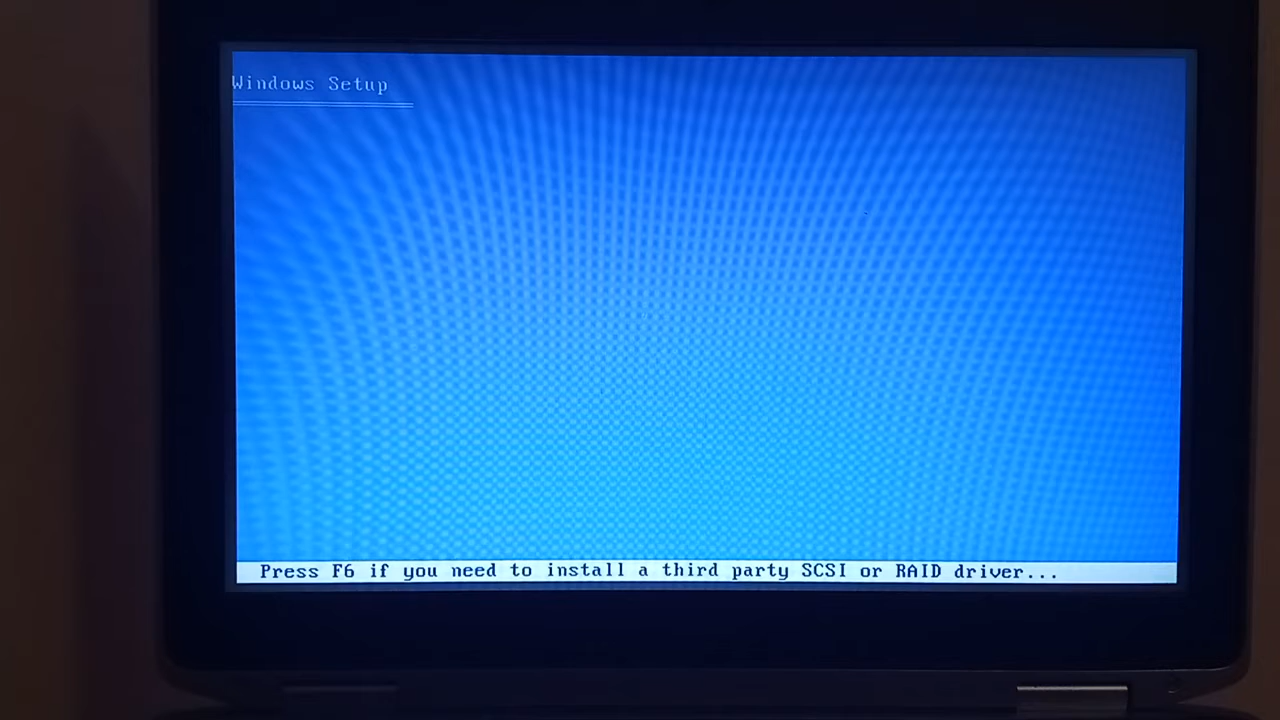 Windows Setup
Press F6 if you need to install a third party SCSI or RAID driver...